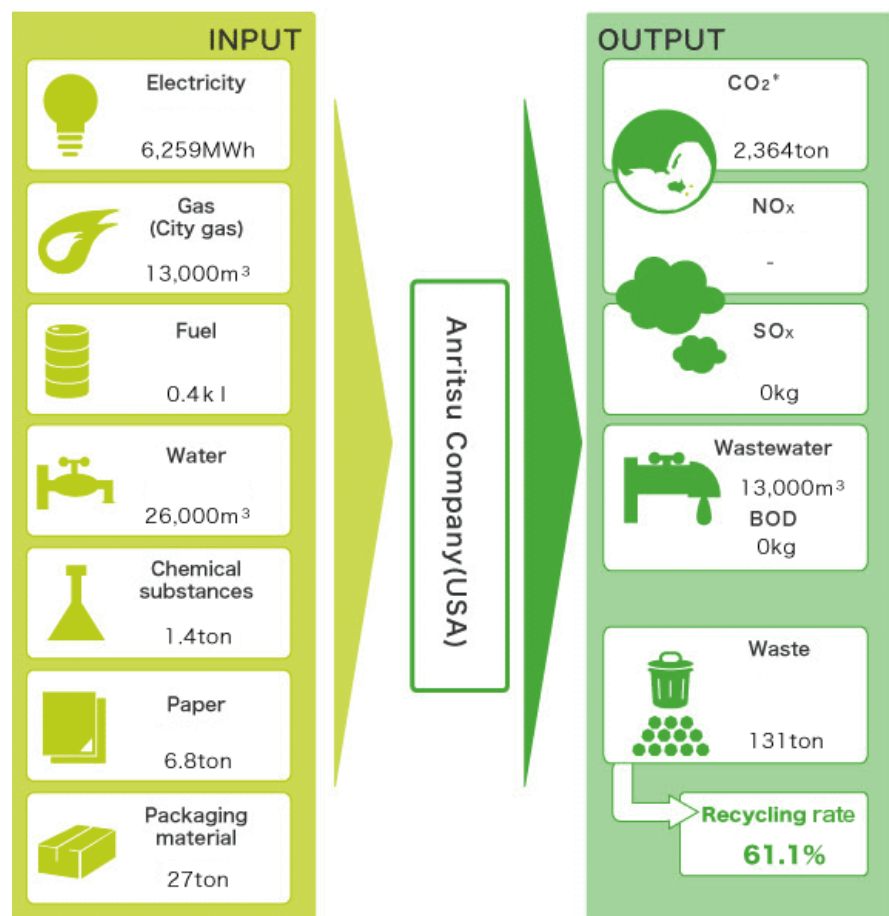 INPUT
Electricity
6,259MWh
Gas
(City gas)
13,000m³
Fuel
0.4kl
Water
26,000m³
Chemical
substances
1.4ton
Paper
6.8ton
Packaging
material
27ton
Anritsu Company(USA)
OUTPUT
CO₂*
2,364ton
NOx
-
SOx
0kg
Wastewater
13,000m³
BOD
0kg
Waste
131ton
Recycling rate
61.1%